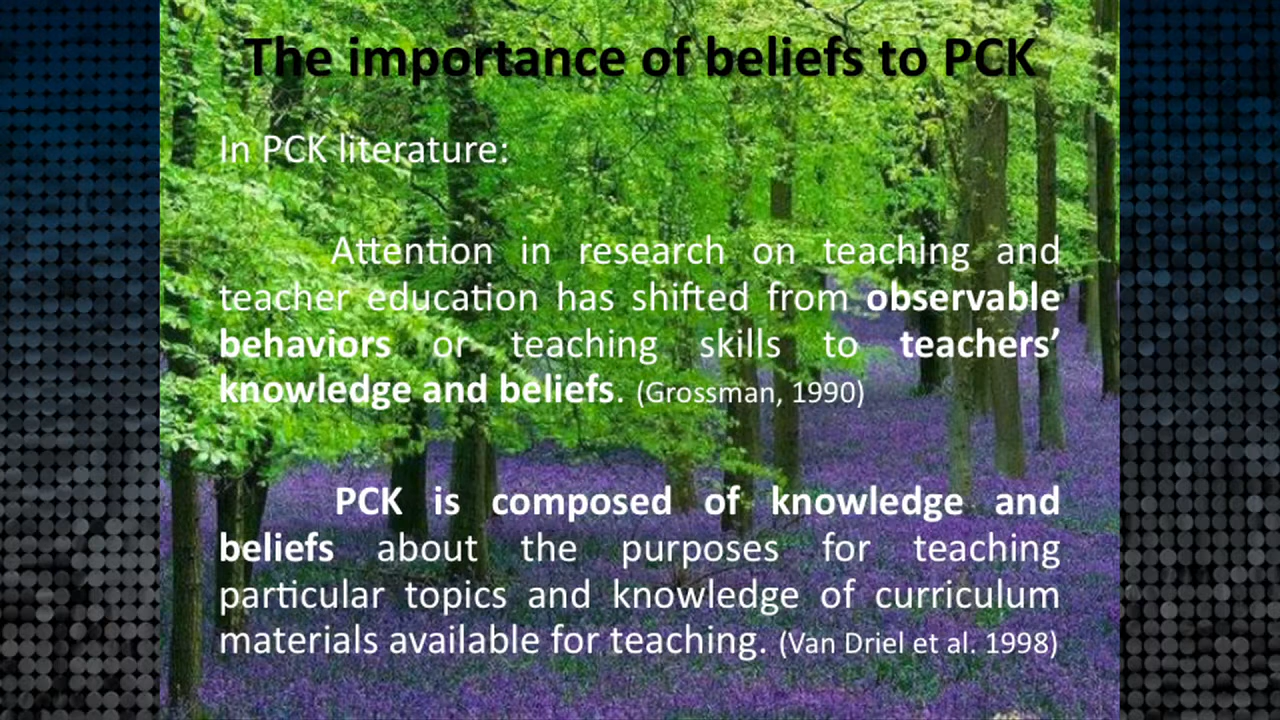 The importance of beliefs to PCK
In PCK literature:
Attention in research on teaching and
teacher education has shifted from observable
behaviors or teaching skills to teachers’
knowledge and beliefs. (Grossman, 1990)
PCK is composed of knowledge and
beliefs about the purposes for teaching
particular topics and knowledge of curriculum
materials available for teaching. (Van Driel et al. 1998)